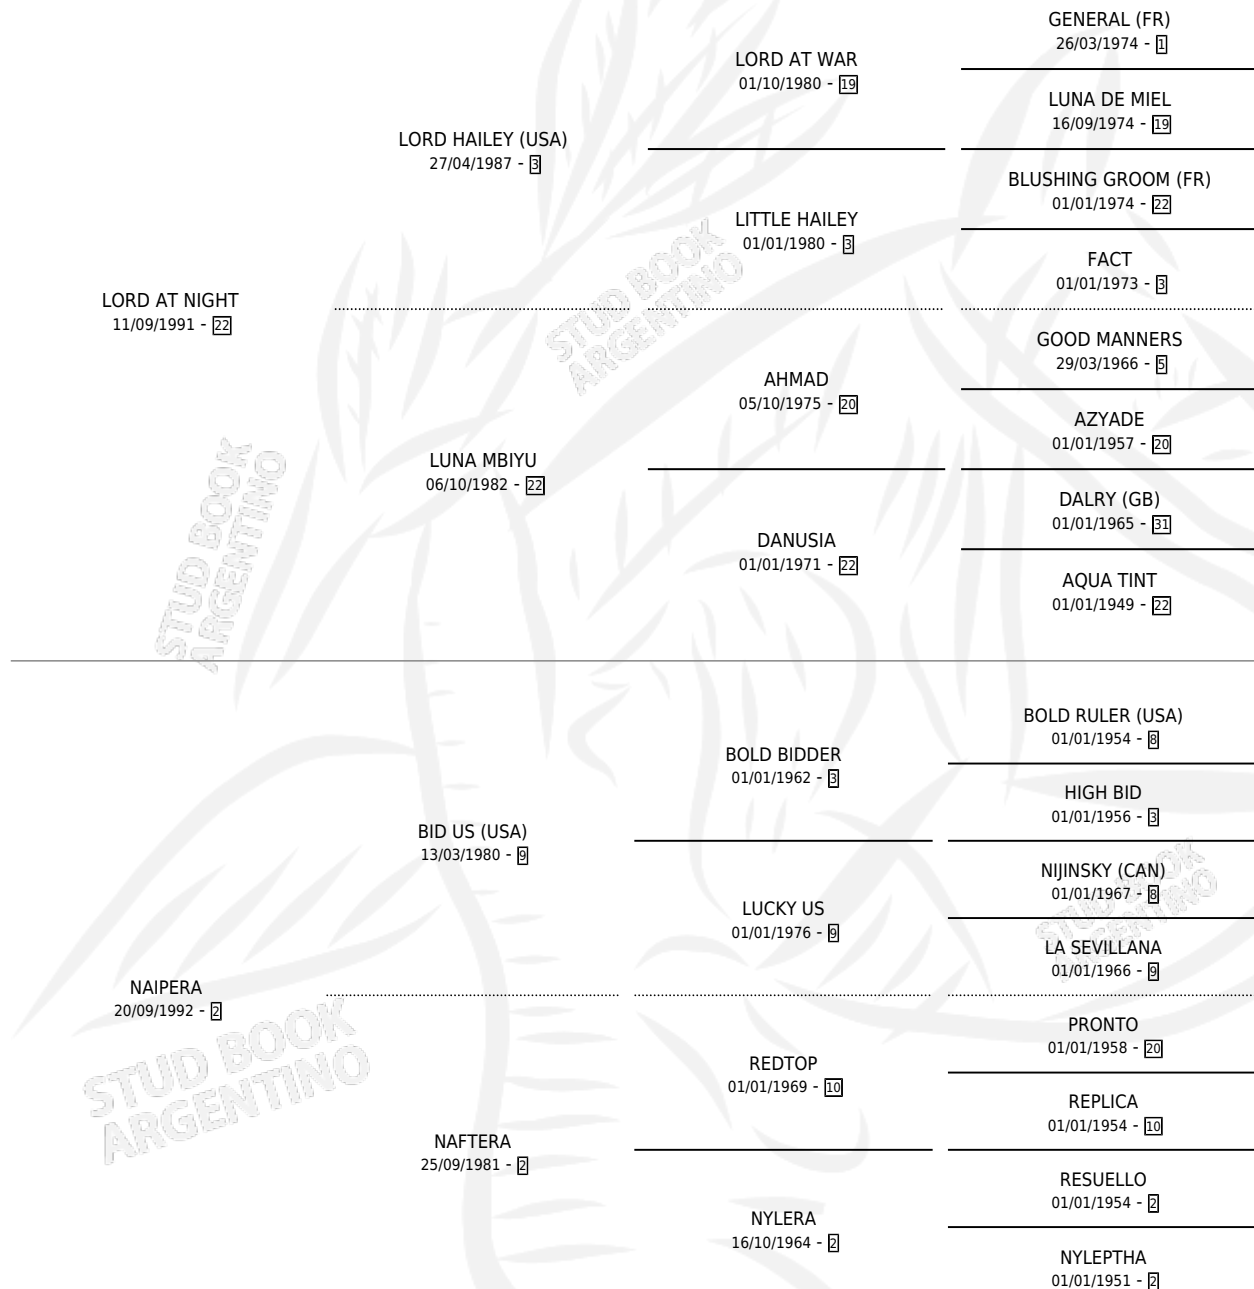 GENERAL (FR)
26/03/1974 - 1
LORD AT WAR
01/10/1980 - 19
LUNA DE MIEL
16/09/1974 - 19
LORD HAILEY (USA)
27/04/1987 - 3
BLUSHING GROOM (FR)
01/01/1974 - 22
LITTLE HAILEY
01/01/1980 - 3
FACT
01/01/1973 - 3
LORD AT NIGHT
11/09/1991 - 22
GOOD MANNERS
29/03/1966 - 5
AHMAD
05/10/1975 - 20
AZYADE
01/01/1957 - 20
LUNA MBIYU
06/10/1982 - 22
DALRY (GB)
01/01/1965 - 31
DANUSIA
01/01/1971 - 22
AQUA TINT
01/01/1949 - 22
STUD BOOK
ARGENTINO
STUD BOOK
ARGENTINO
BOLD RULER (USA)
01/01/1954 - 8
BOLD BIDDER
01/01/1962 - 3
HIGH BID
01/01/1956 - 3
BID US (USA)
13/03/1980 - 9
NIJINSKY (CAN)
01/01/1967 - 8
LUCKY US
01/01/1976 - 9
LA SEVILLANA
01/01/1966 - 9
STUD BOOK
ARGENTINO
NAIPERA
20/09/1992 - 2
PRONTO
01/01/1958 - 20
REDTOP
01/01/1969 - 10
REPLICA
01/01/1954 - 10
STUD BOOK
ARGENTINO
NAFTERA
25/09/1981 - 2
RESUELLO
01/01/1954 - 2
NYLERA
16/10/1964 - 2
NYLEPTHA
01/01/1951 - 2